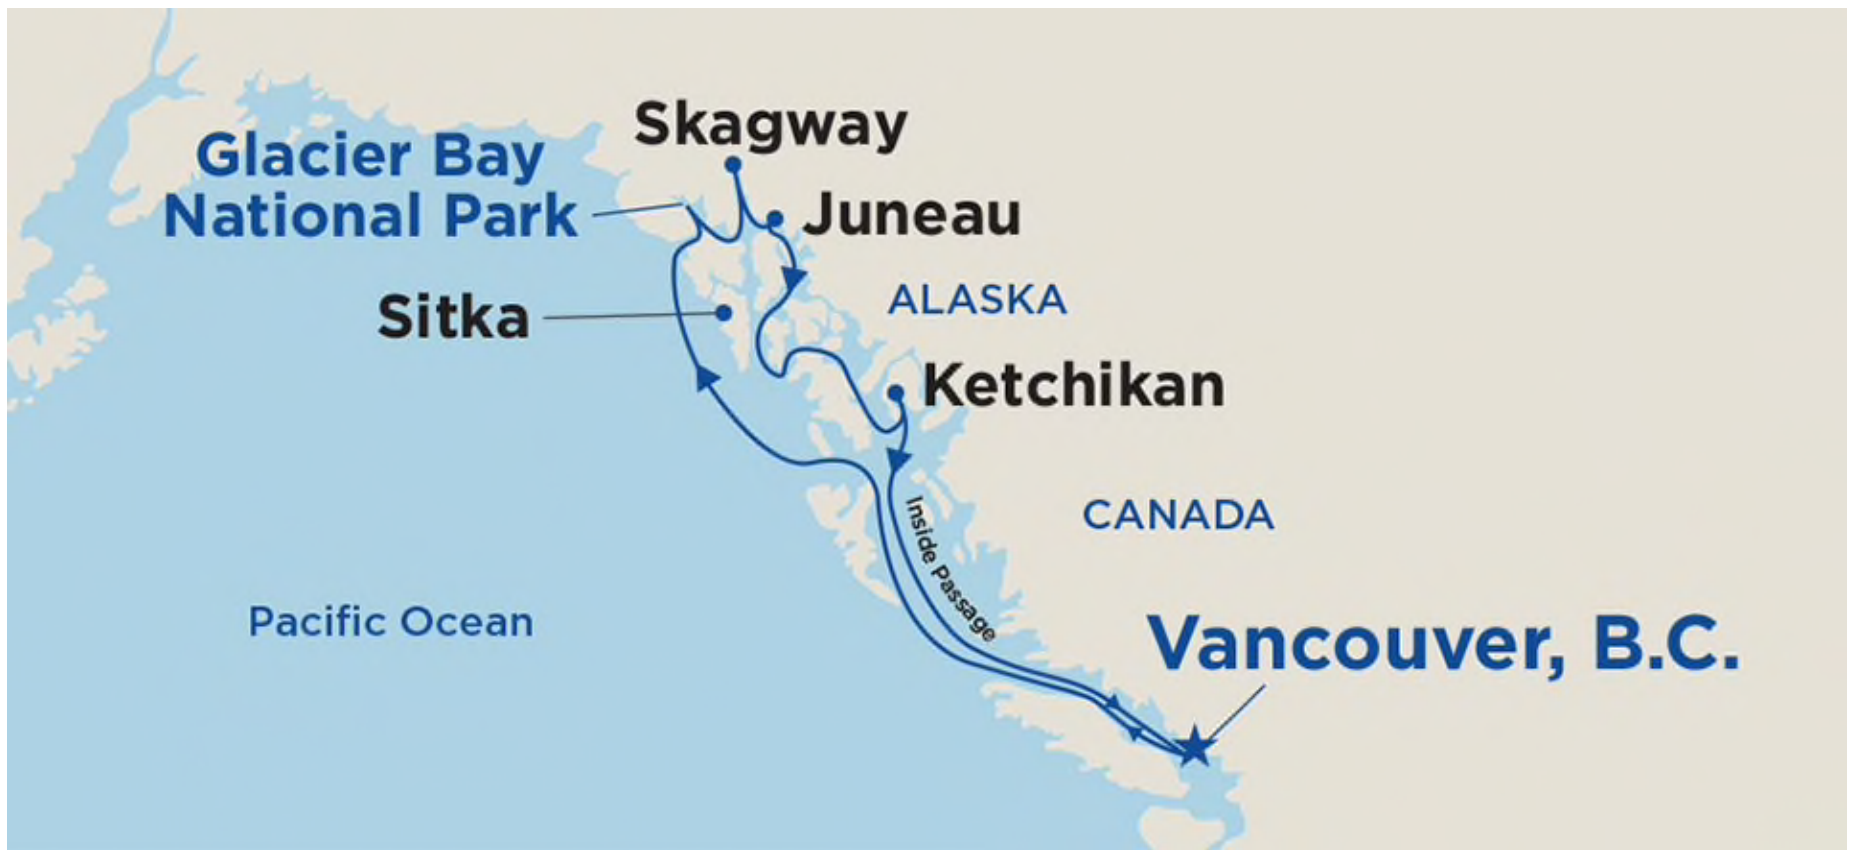 Skagway
Glacier Bay
National Park
Juneau
ALASKA
Sitka
Ketchikan
CANADA
Inside Passage
Pacific Ocean
Vancouver, B.C.